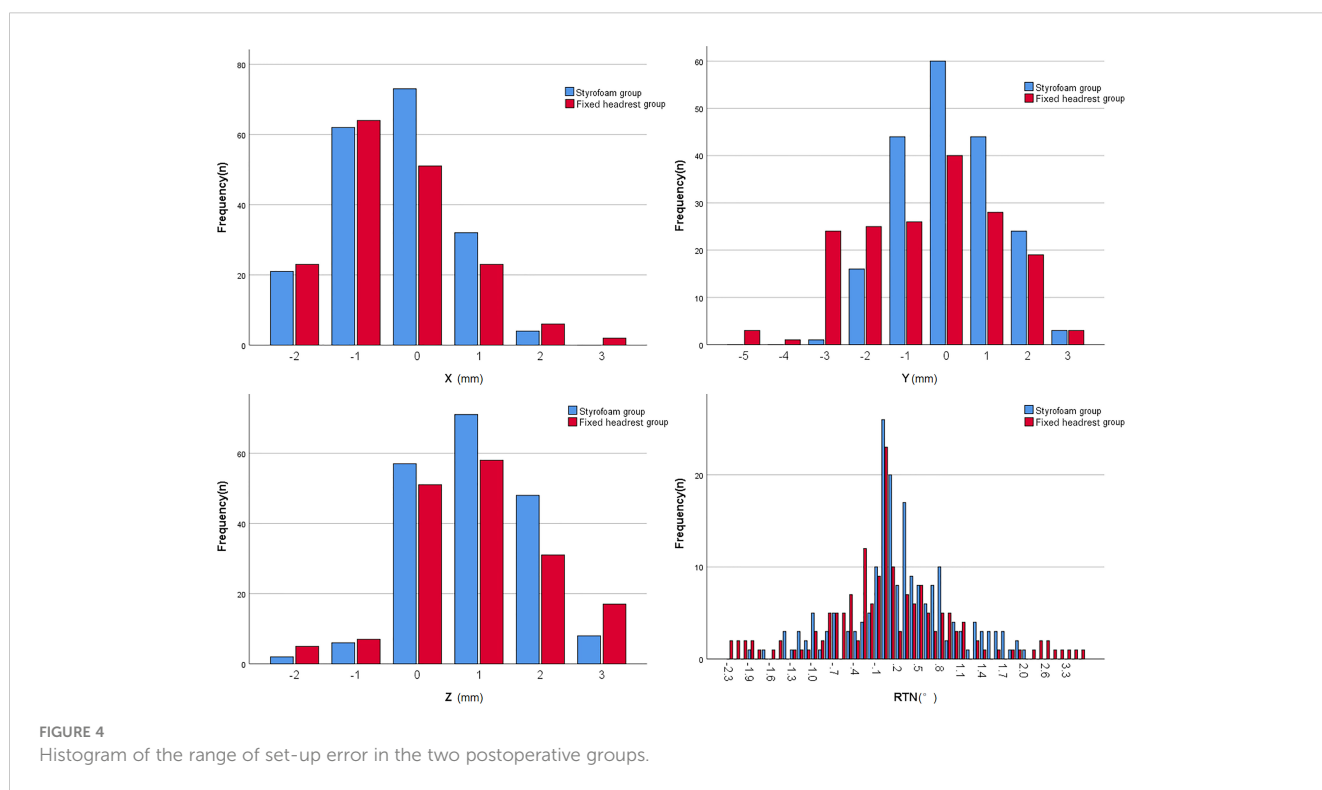 80
60
40
20
0
Frequency(n)
Styrofoam group
Fixed headrest group
-2 -1 0 1 2 3
X (mm)
60
50
40
30
20
10
0
Frequency(n)
Styrofoam group
Fixed headrest group
-5 -4 -3 -2 -1 0 1 2 3
Y (mm)
60
40
20
0
Frequency(n)
Styrofoam group
Fixed headrest group
-2 -1 0 1 2 3
Z (mm)
20
10
0
Frequency(n)
Styrofoam group
Fixed headrest group
-2.3 -1.9 -1.6 -1.3 -1.0 -.7 -.4 -.1 .2 .5 .8 1.1 1.4 1.7 2.0 2.6 3.3
RTN(°)
FIGURE 4
Histogram of the range of set-up error in the two postoperative groups.